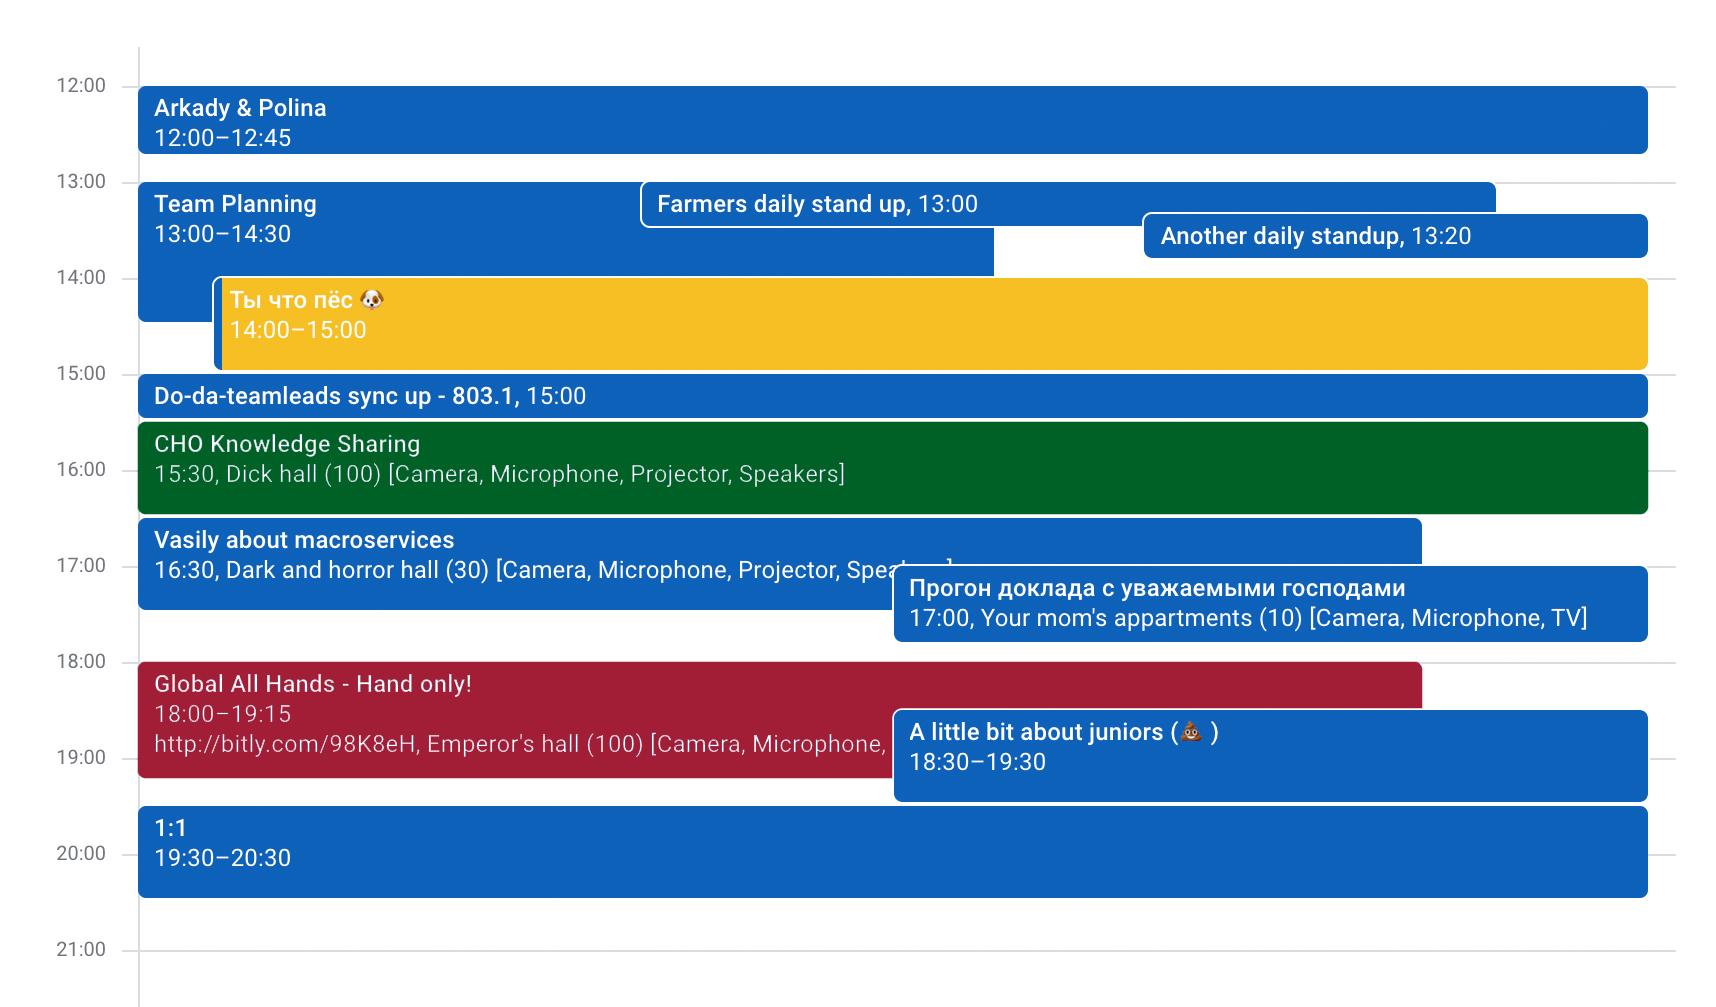 12:00
Arkady & Polina
12:00–12:45
13:00
Team Planning
13:00–14:30
Farmers daily stand up, 13:00
Another daily standup, 13:20
14:00
Ты что пёс 🐶
14:00–15:00
15:00
Do-da-teamleads sync up - 803.1, 15:00
CHO Knowledge Sharing
15:30, Dick hall (100) [Camera, Microphone, Projector, Speakers]
16:00
Vasily about macroservices
16:30, Dark and horror hall (30) [Camera, Microphone, Projector,
17:00
Прогон доклада с уважаемыми господами
17:00, Your mom's appartments (10) [Camera, Microphone, TV]
18:00
Global All Hands - Hand only!
18:00–19:15
http://bitly.com/98K8eH, Emperor's hall (100) [Camera, Microphone,
A little bit about juniors (💩 )
18:30–19:30
19:00
1:1
19:30–20:30
20:00
21:00